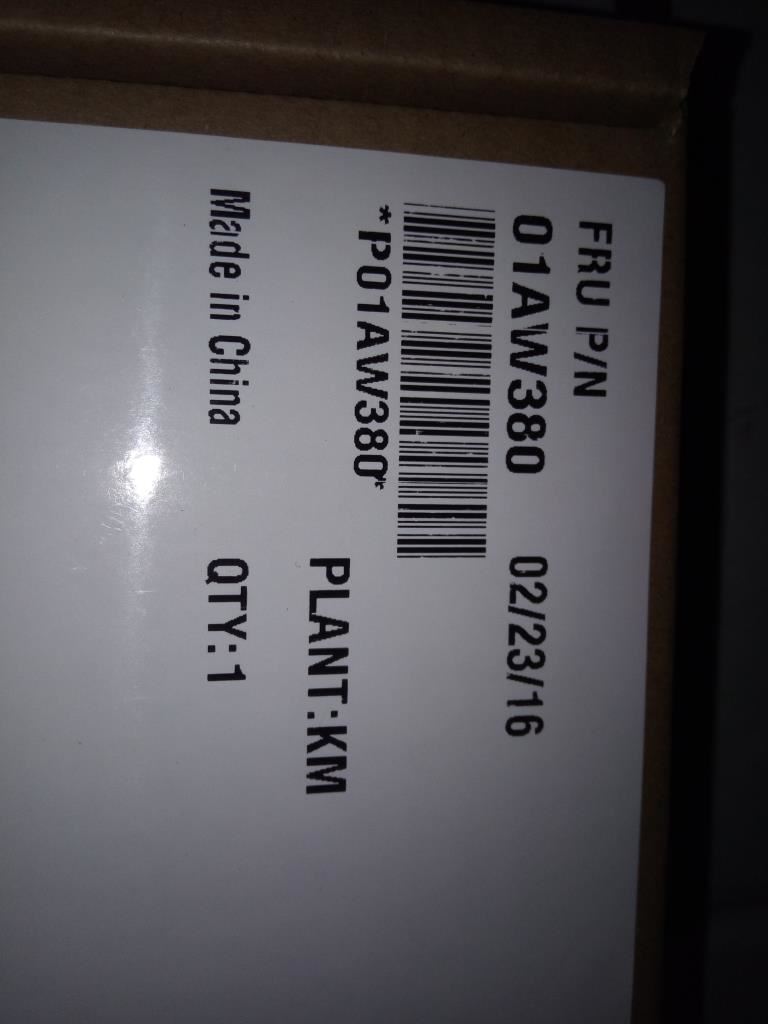 FRU P/N
01AW380 02/23/16
*P01AW380*
PLANT:KM
Made in China QTY:1